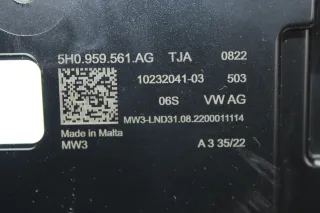 5H0.959.561.AG TJA 0822
10232041-03 503
06S VW AG
MW3-LND31.08.2200011114
Made in Malta
MW3 A 3 35/22